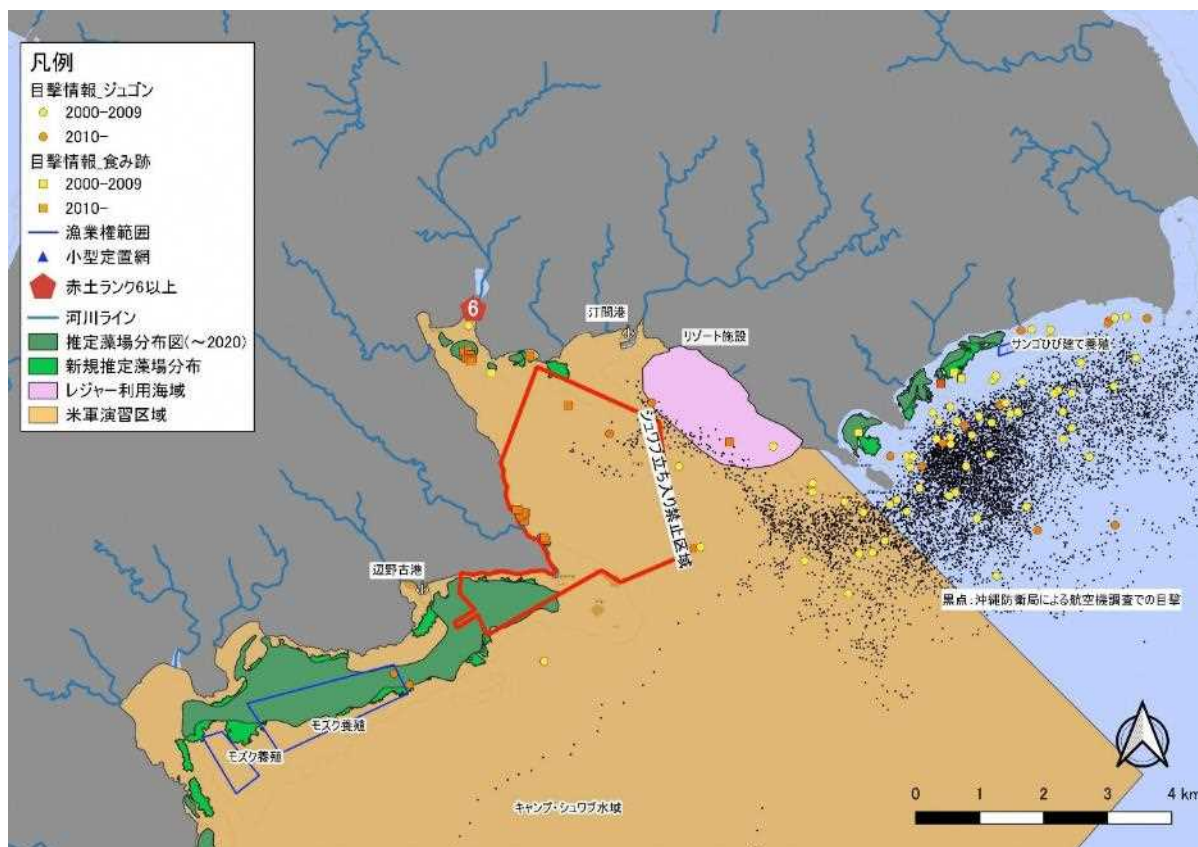 凡例
目撃情報_ジュゴン
2000-2009
2010-
目撃情報_食み跡
2000-2009
2010-
漁業権範囲
小型定置網
赤土ランク6以上
河川ライン
推定藻場分布図(~2020)
新規推定藻場分布
レジャー利用海域
米軍演習区域
6
汀間港
リゾート施設
サンゴひび建て養殖
シュワブ立ち入り禁止区域
辺野古港
黒点:沖縄防衛局による航空機調査での目撃
モズク養殖
モズク養殖
キャンプ・シュワブ水域
0 1 2 3 4 km